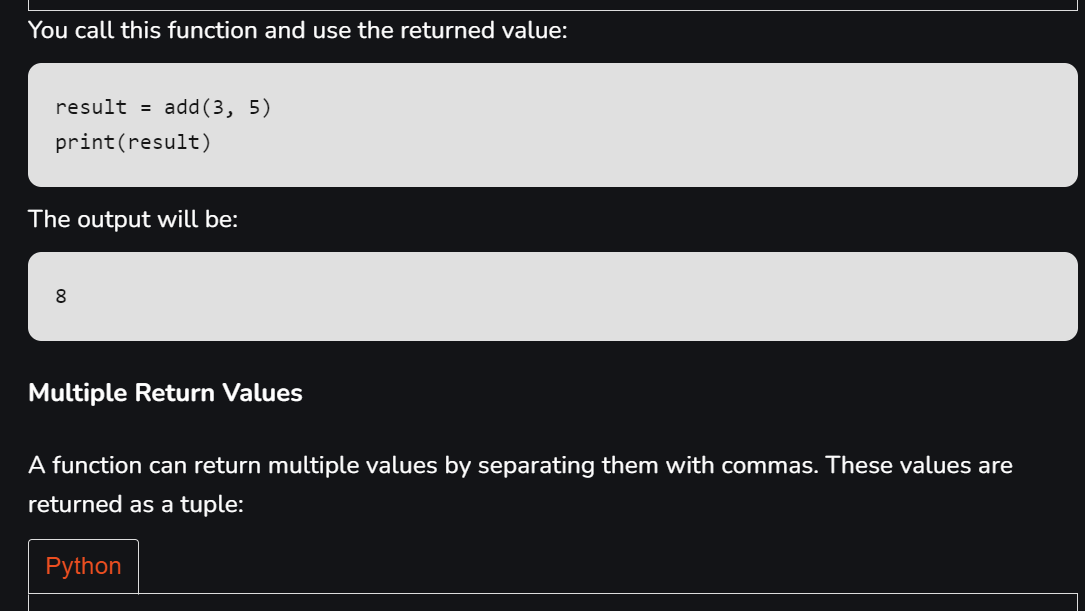 You call this function and use the returned value:
result = add(3, 5)
print(result)
The output will be:
8
Multiple Return Values
A function can return multiple values by separating them with commas. These values are
returned as a tuple:
Python